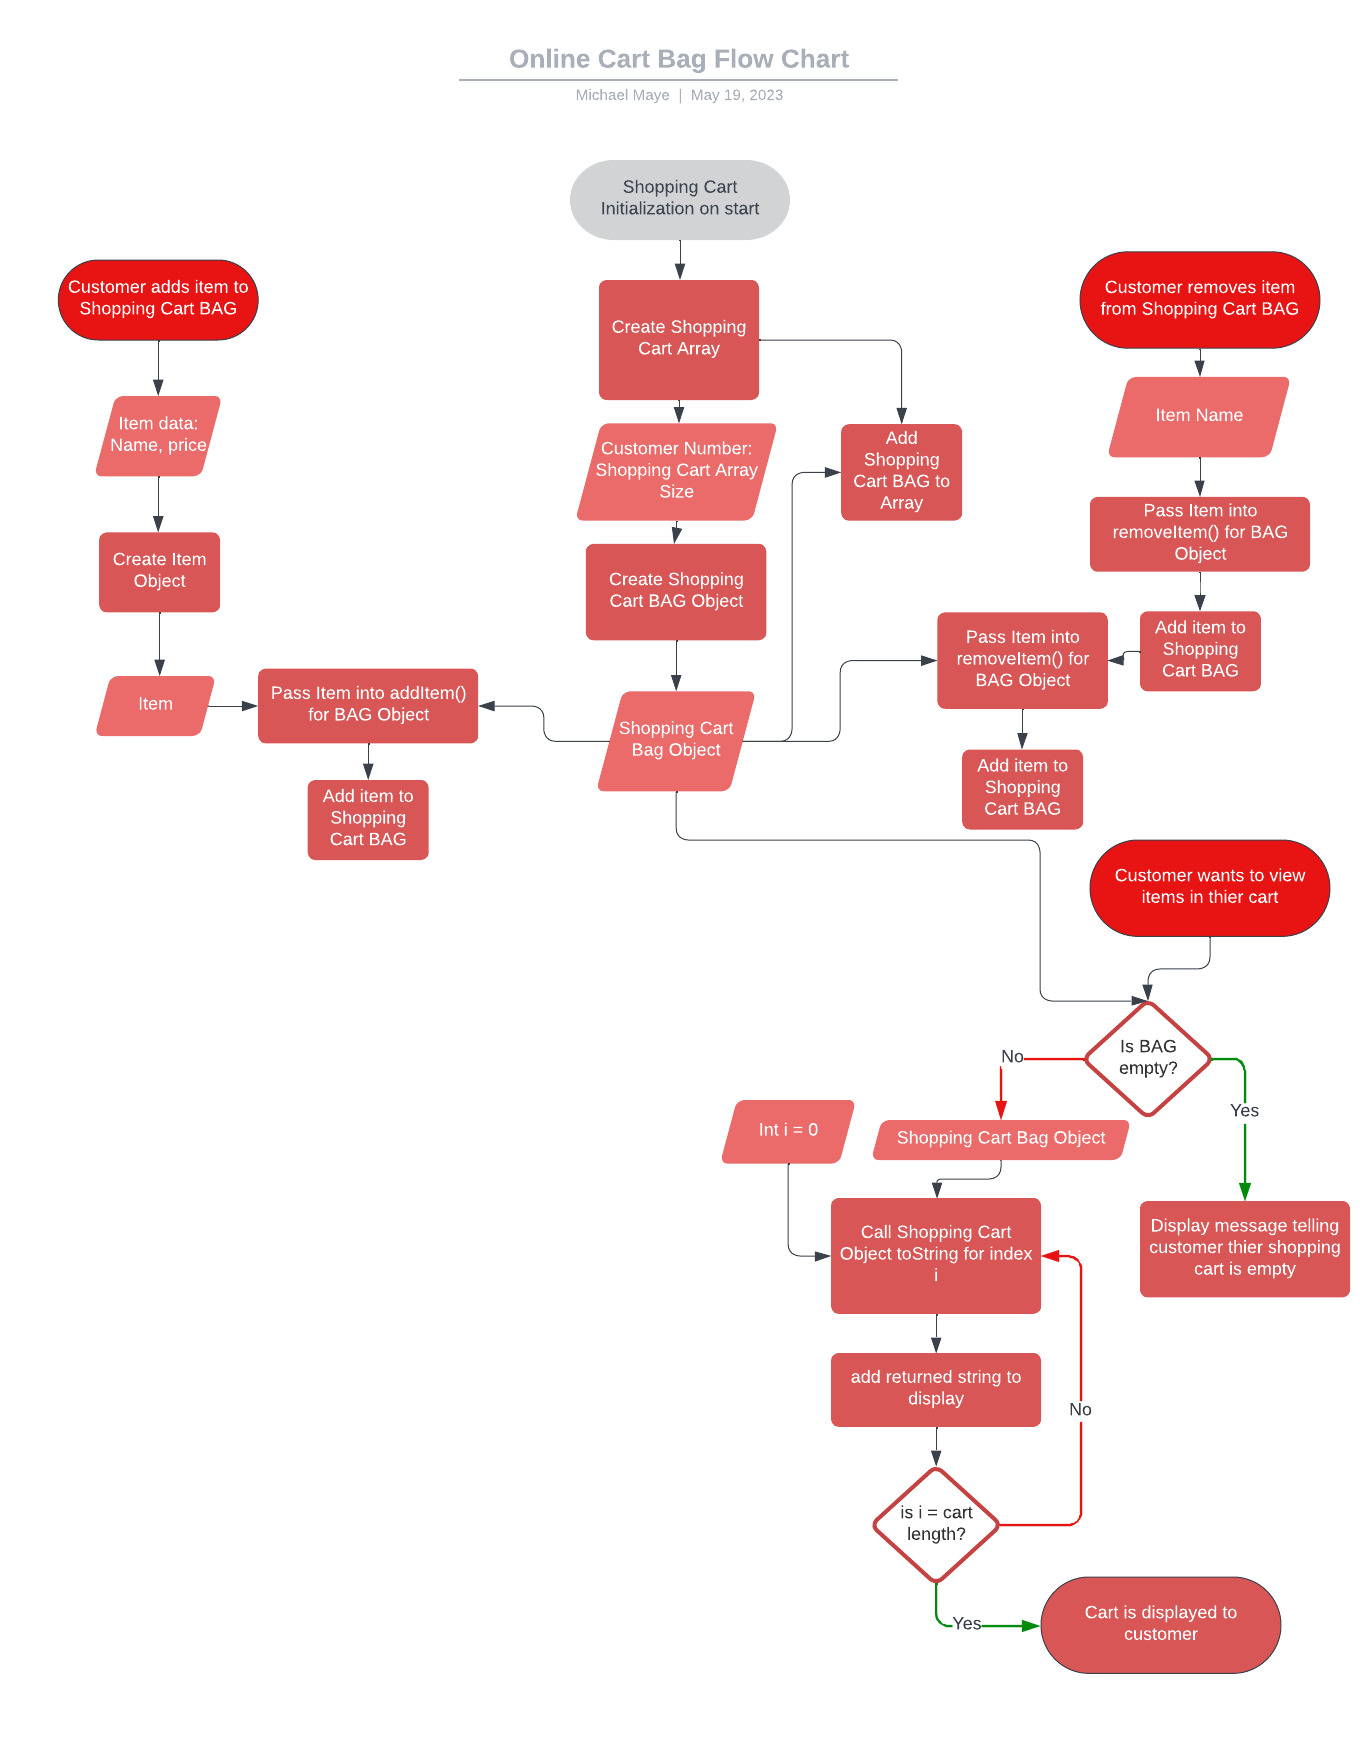 Online Cart Bag Flow Chart
Michael Maye | May 19, 2023
Shopping Cart
Initialization on start
Customer adds item to
Shopping Cart BAG
Item data:
Name, price
Create Item
Object
Item
Pass Item into addItem()
for BAG Object
Add item to
Shopping
Cart BAG
Create Shopping
Cart Array
Customer Number:
Shopping Cart Array
Size
Create Shopping
Cart BAG Object
Shopping Cart
Bag Object
Add
Shopping
Cart BAG to
Array
Customer removes item
from Shopping Cart BAG
Item Name
Pass Item into
removeItem() for BAG
Object
Add item to
Shopping
Cart BAG
Pass Item into
removeItem() for
BAG Object
Add item to
Shopping
Cart BAG
Customer wants to view
items in thier cart
Is BAG
empty?
No
Yes
Int i = 0
Shopping Cart Bag Object
Call Shopping Cart
Object toString for index
i
Display message telling
customer thier shopping
cart is empty
add returned string to
display
No
is i = cart
length?
Yes
Cart is displayed to
customer